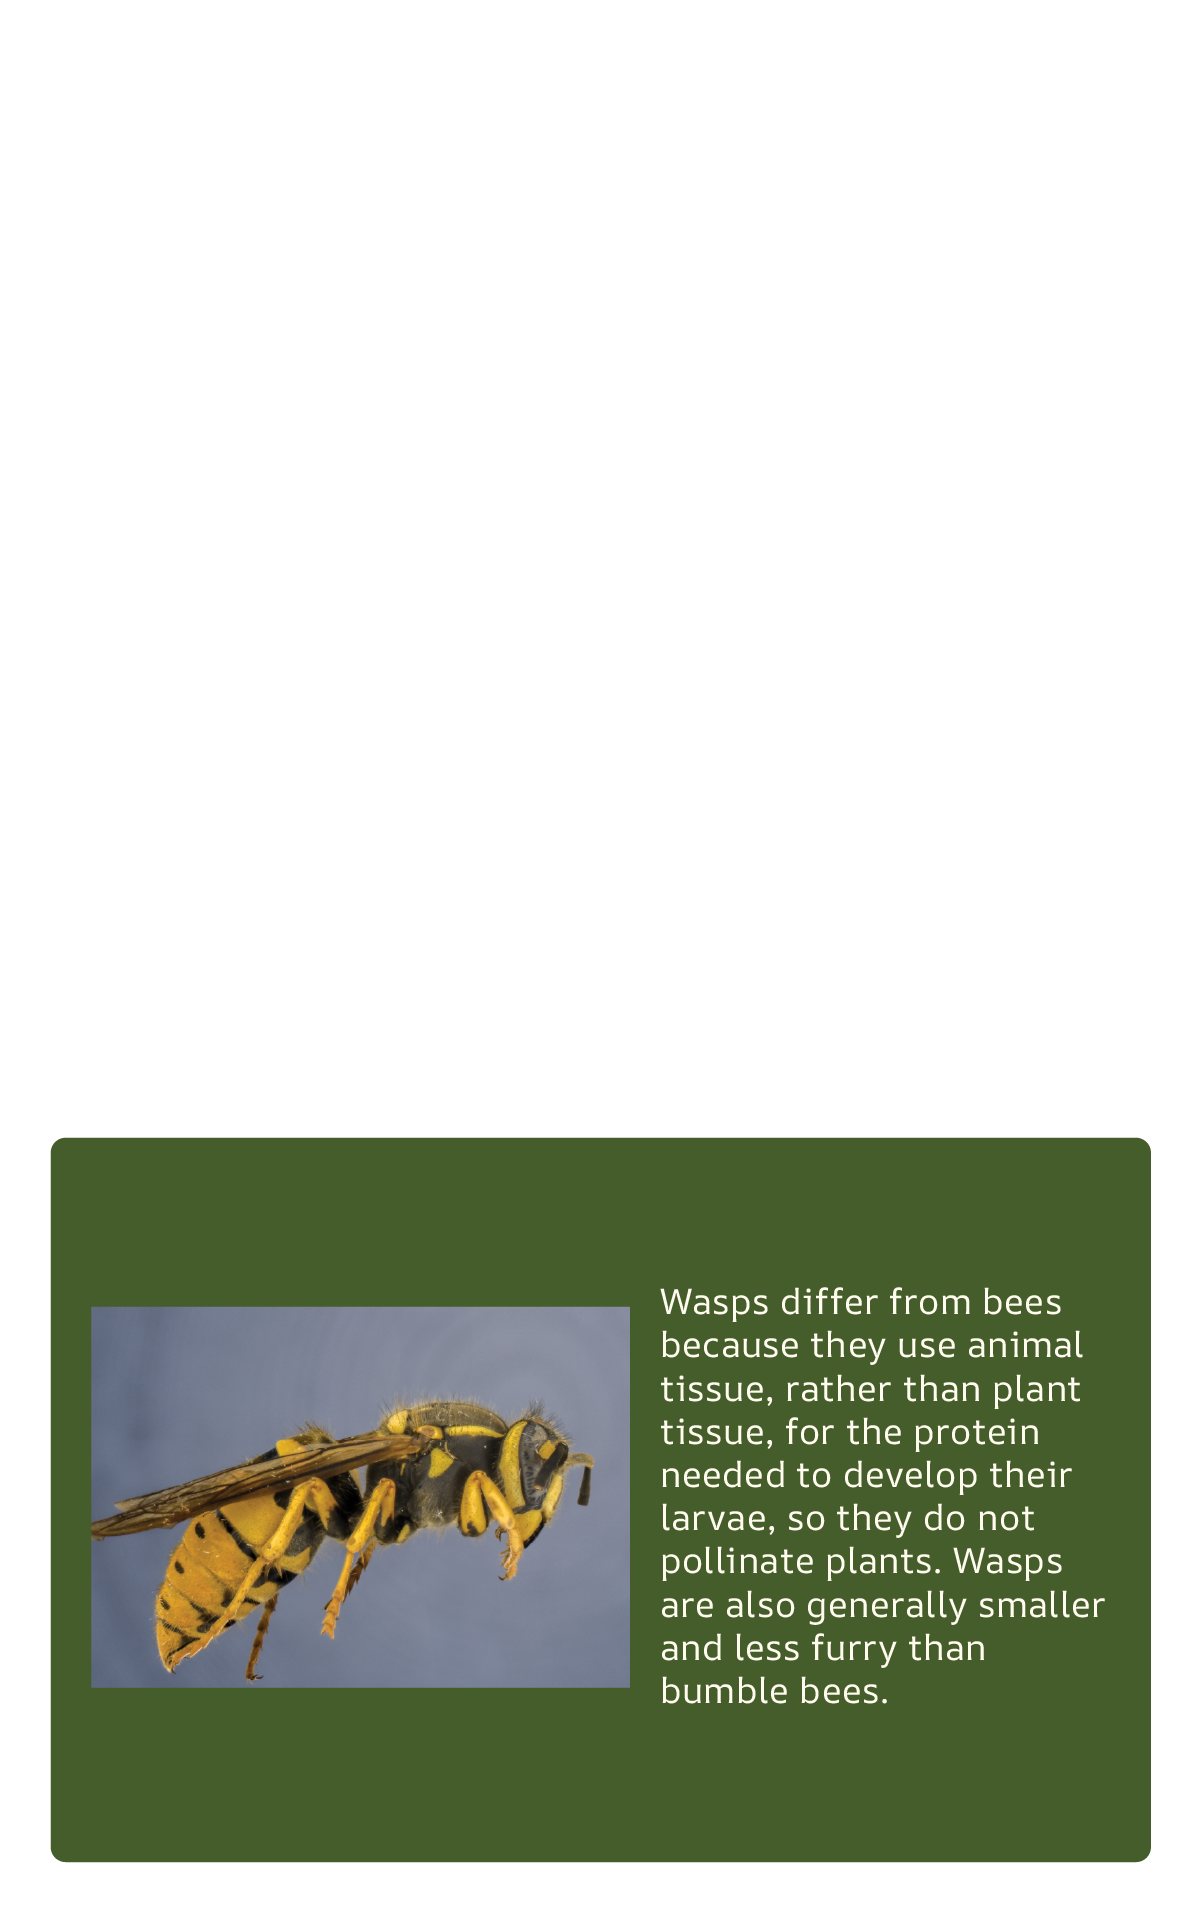 Wasps differ from bees
because they use animal
tissue, rather than plant
tissue, for the protein
needed to develop their
larvae, so they do not
pollinate plants. Wasps
are also generally smaller
and less furry than
bumble bees.